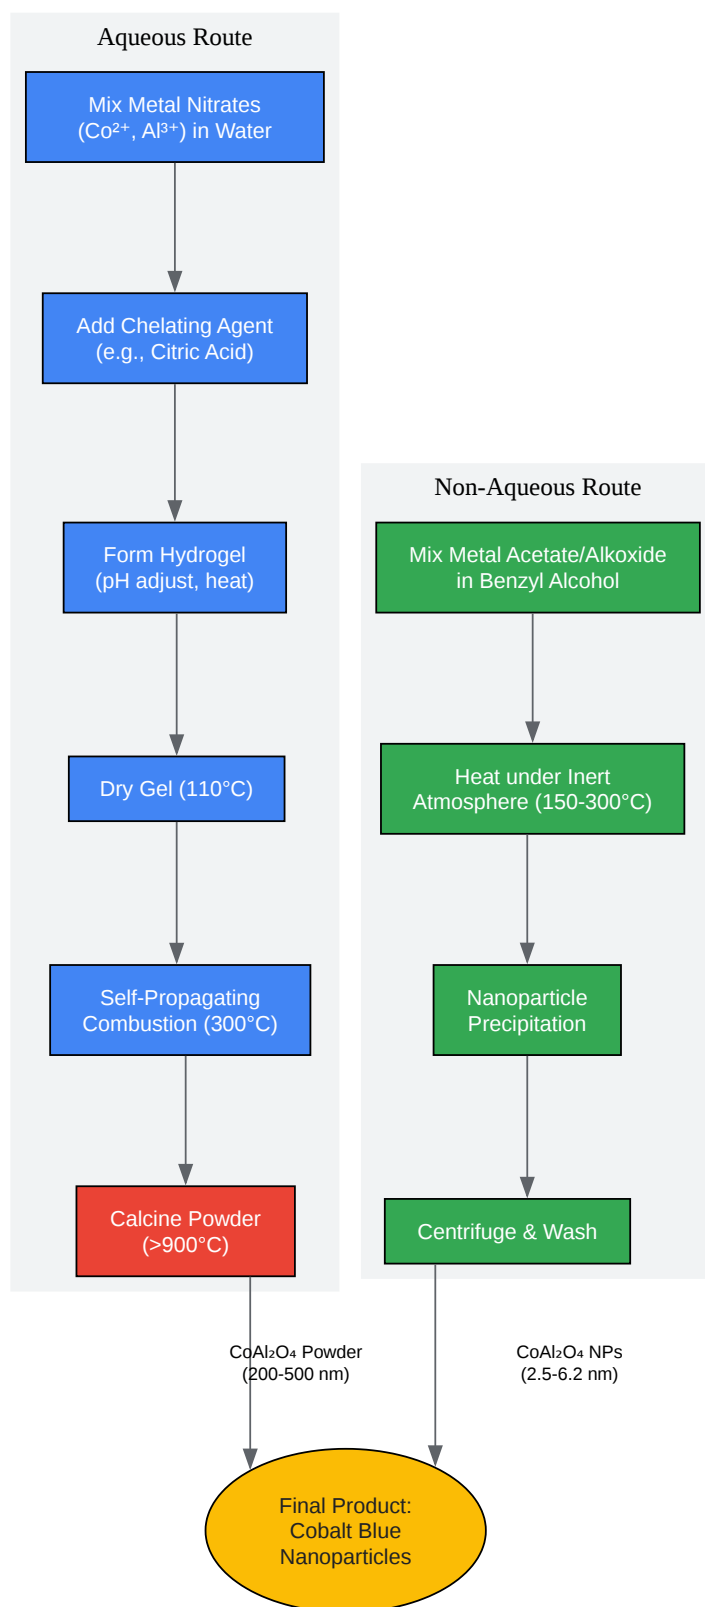 Aqueous Route
Mix Metal Nitrates
(Co²⁺, Al³⁺) in Water
Add Chelating Agent
(e.g., Citric Acid)
Form Hydrogel
(pH adjust, heat)
Dry Gel (110°C)
Self-Propagating
Combustion (300°C)
Calcine Powder
(>900°C)
Non-Aqueous Route
Mix Metal Acetate/Alkoxide
in Benzyl Alcohol
Heat under Inert
Atmosphere (150-300°C)
Nanoparticle
Precipitation
Centrifuge & Wash
CoAl₂O₄ Powder
(200-500 nm)
CoAl₂O₄ NPs
(2.5-6.2 nm)
Final Product:
Cobalt Blue
Nanoparticles